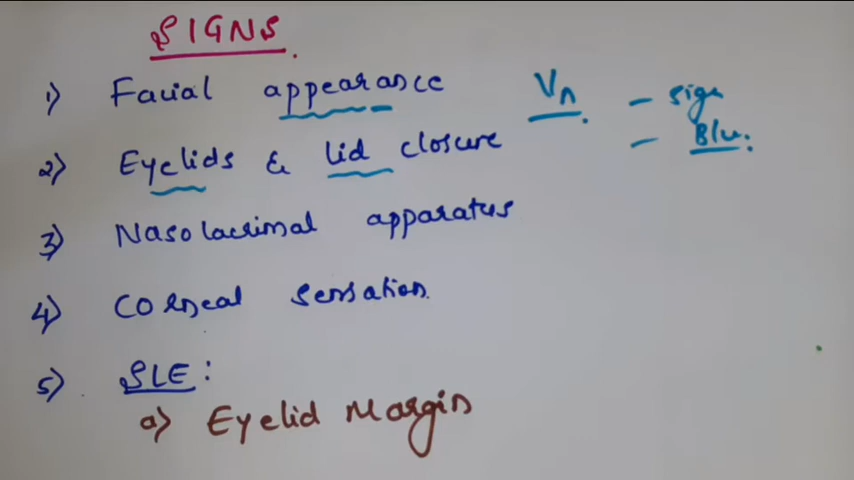 SIGNS
1) Facial appearance
2) Eyelids & lid closure
3) Nasolacrimal apparatus
4) Corneal Sensation
5) SLE:
a) Eyelid Margin
Vn
- Sign
- Blu.